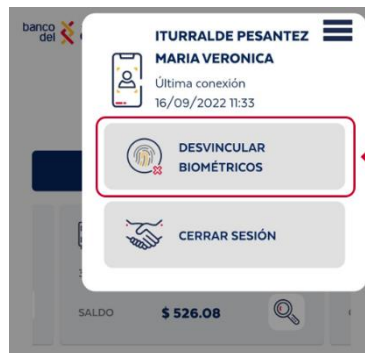 banco
del
ITURRALDE PESANTEZ
MARIA VERONICA
Última conexión
16/09/2022 11:33
DESVINCULAR
BIOMÉTRICOS
CERRAR SESIÓN
SALDO $ 526.08